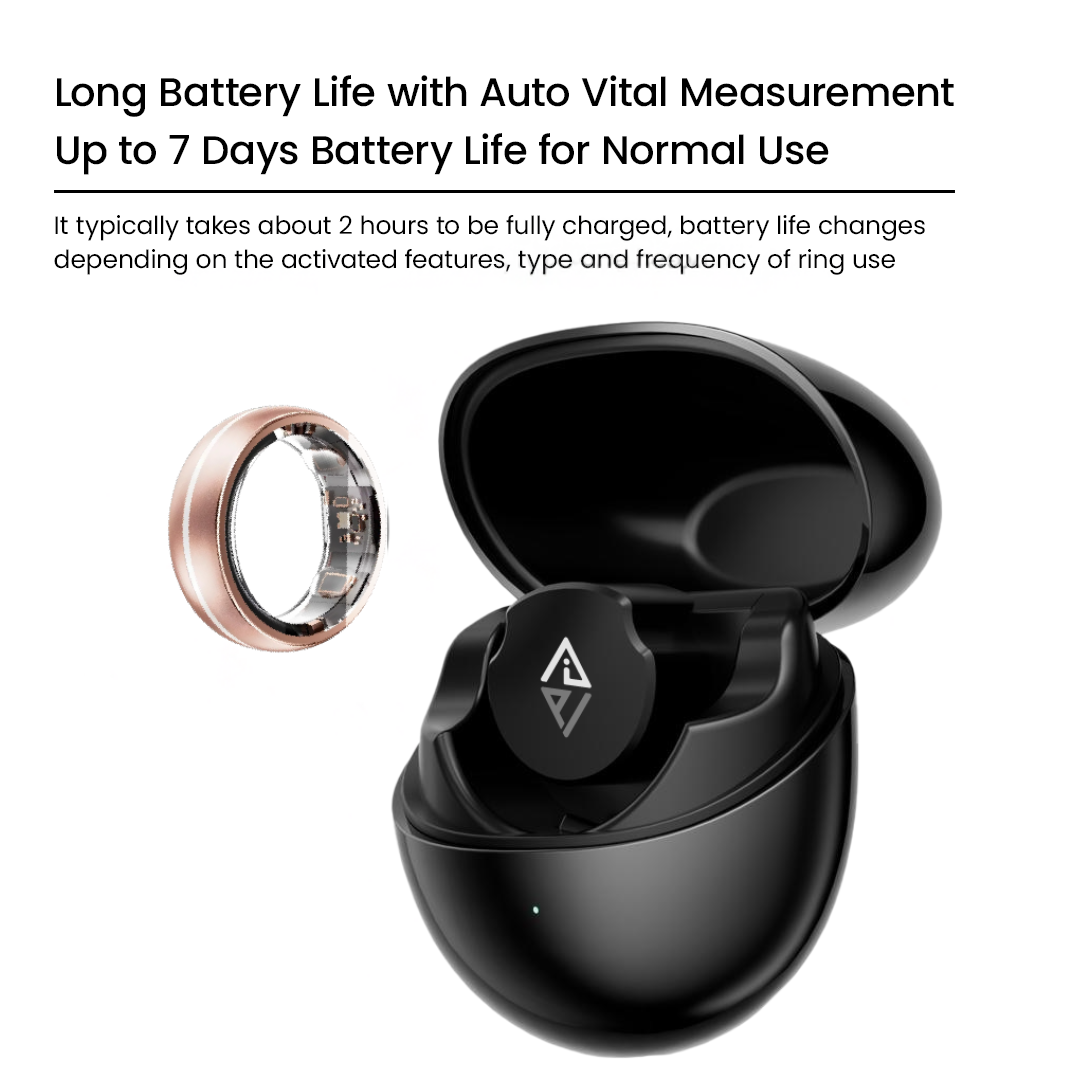 Long Battery Life with Auto Vital Measurement
Up to 7 Days Battery Life for Normal Use
It typically takes about 2 hours to be fully charged, battery life changes
depending on the activated features, type and frequency of ring use